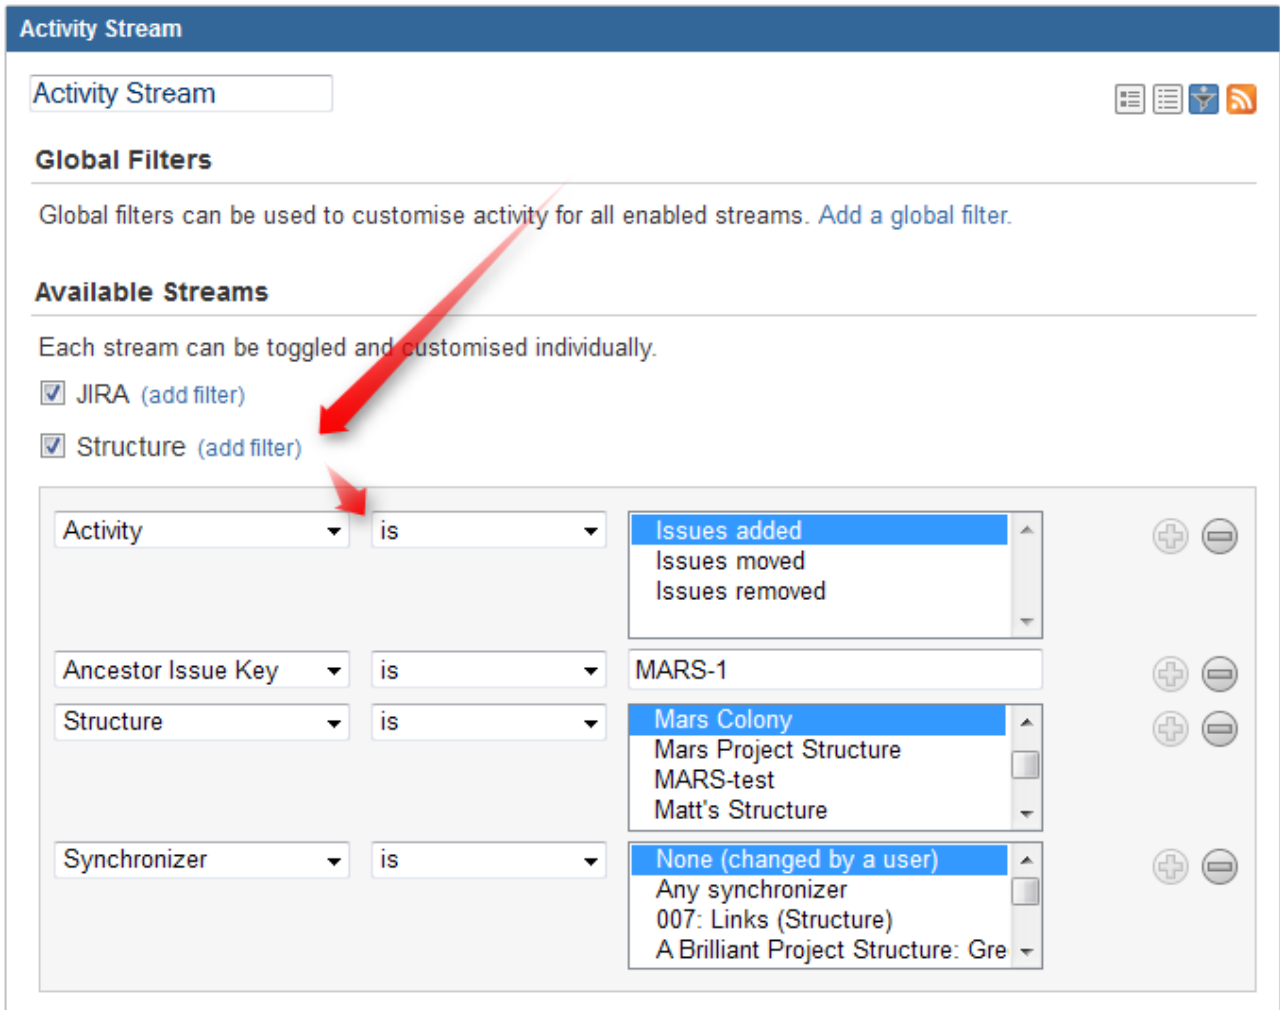 Activity Stream
Activity Stream
Global Filters
Global filters can be used to customise activity for all enabled streams. Add a global filter.
Available Streams
Each stream can be toggled and customised individually.
JIRA (add filter)
Structure (add filter)
Activity is Issues added
Issues moved
Issues removed
Ancestor Issue Key is MARS-1
Structure is Mars Colony
Mars Project Structure
MARS-test
Matt's Structure
Synchronizer is None (changed by a user)
Any synchronizer
007: Links (Structure)
A Brilliant Project Structure: Gre